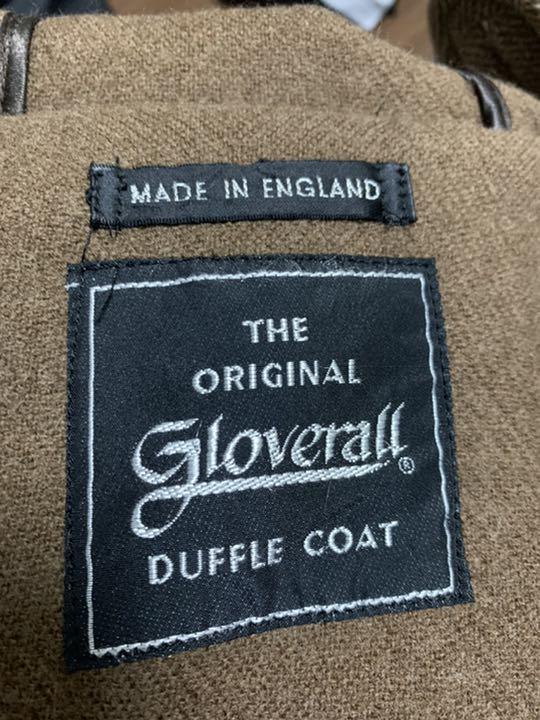 MADE IN ENGLAND
THE
ORIGINAL
Gloverall®
DUFFLE COAT